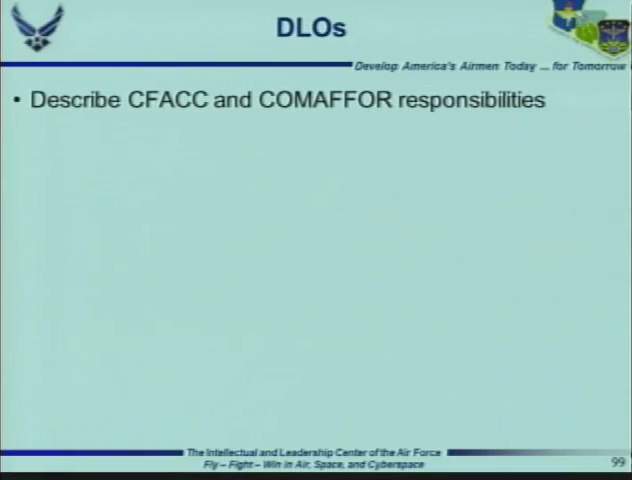 DLOs
Develop America's Airmen Today ... for Tomorrow
• Describe CFACC and COMAFFOR responsibilities
The Intellectual and Leadership Center of the Air Force
Fly – Fight – Win in Air, Space, and Cyberspace
99